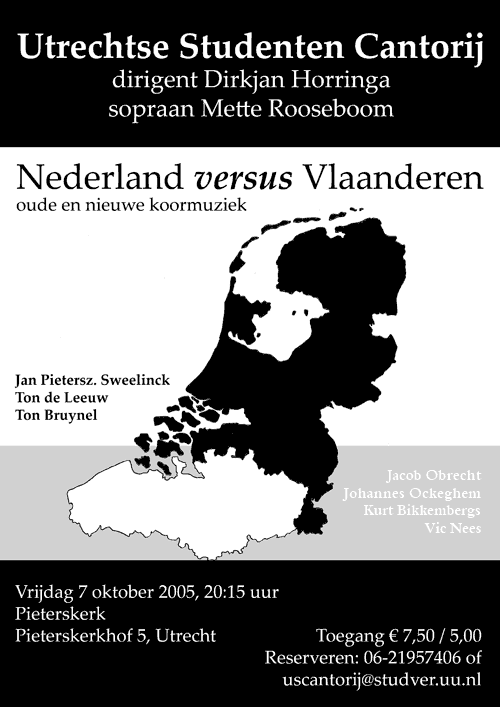 Utrechtse Studenten Cantorij
dirigent Dirkjan Horringa
sopraan Mette Rooseboom
Nederland versus Vlaanderen
oude en nieuwe koormuziek
Jan Pietersz. Sweelinck
Ton de Leeuw
Ton Bruynel
Jacob Obrecht
Johannes Ockeghem
Kurt Bikkembergs
Vic Nees
Vrijdag 7 oktober 2005, 20:15 uur
Pieterskerk
Pieterskerkhof 5, Utrecht
Toegang € 7,50 / 5,00
Reserveren: 06-21957406 of
uscantorij@studver.uu.nl